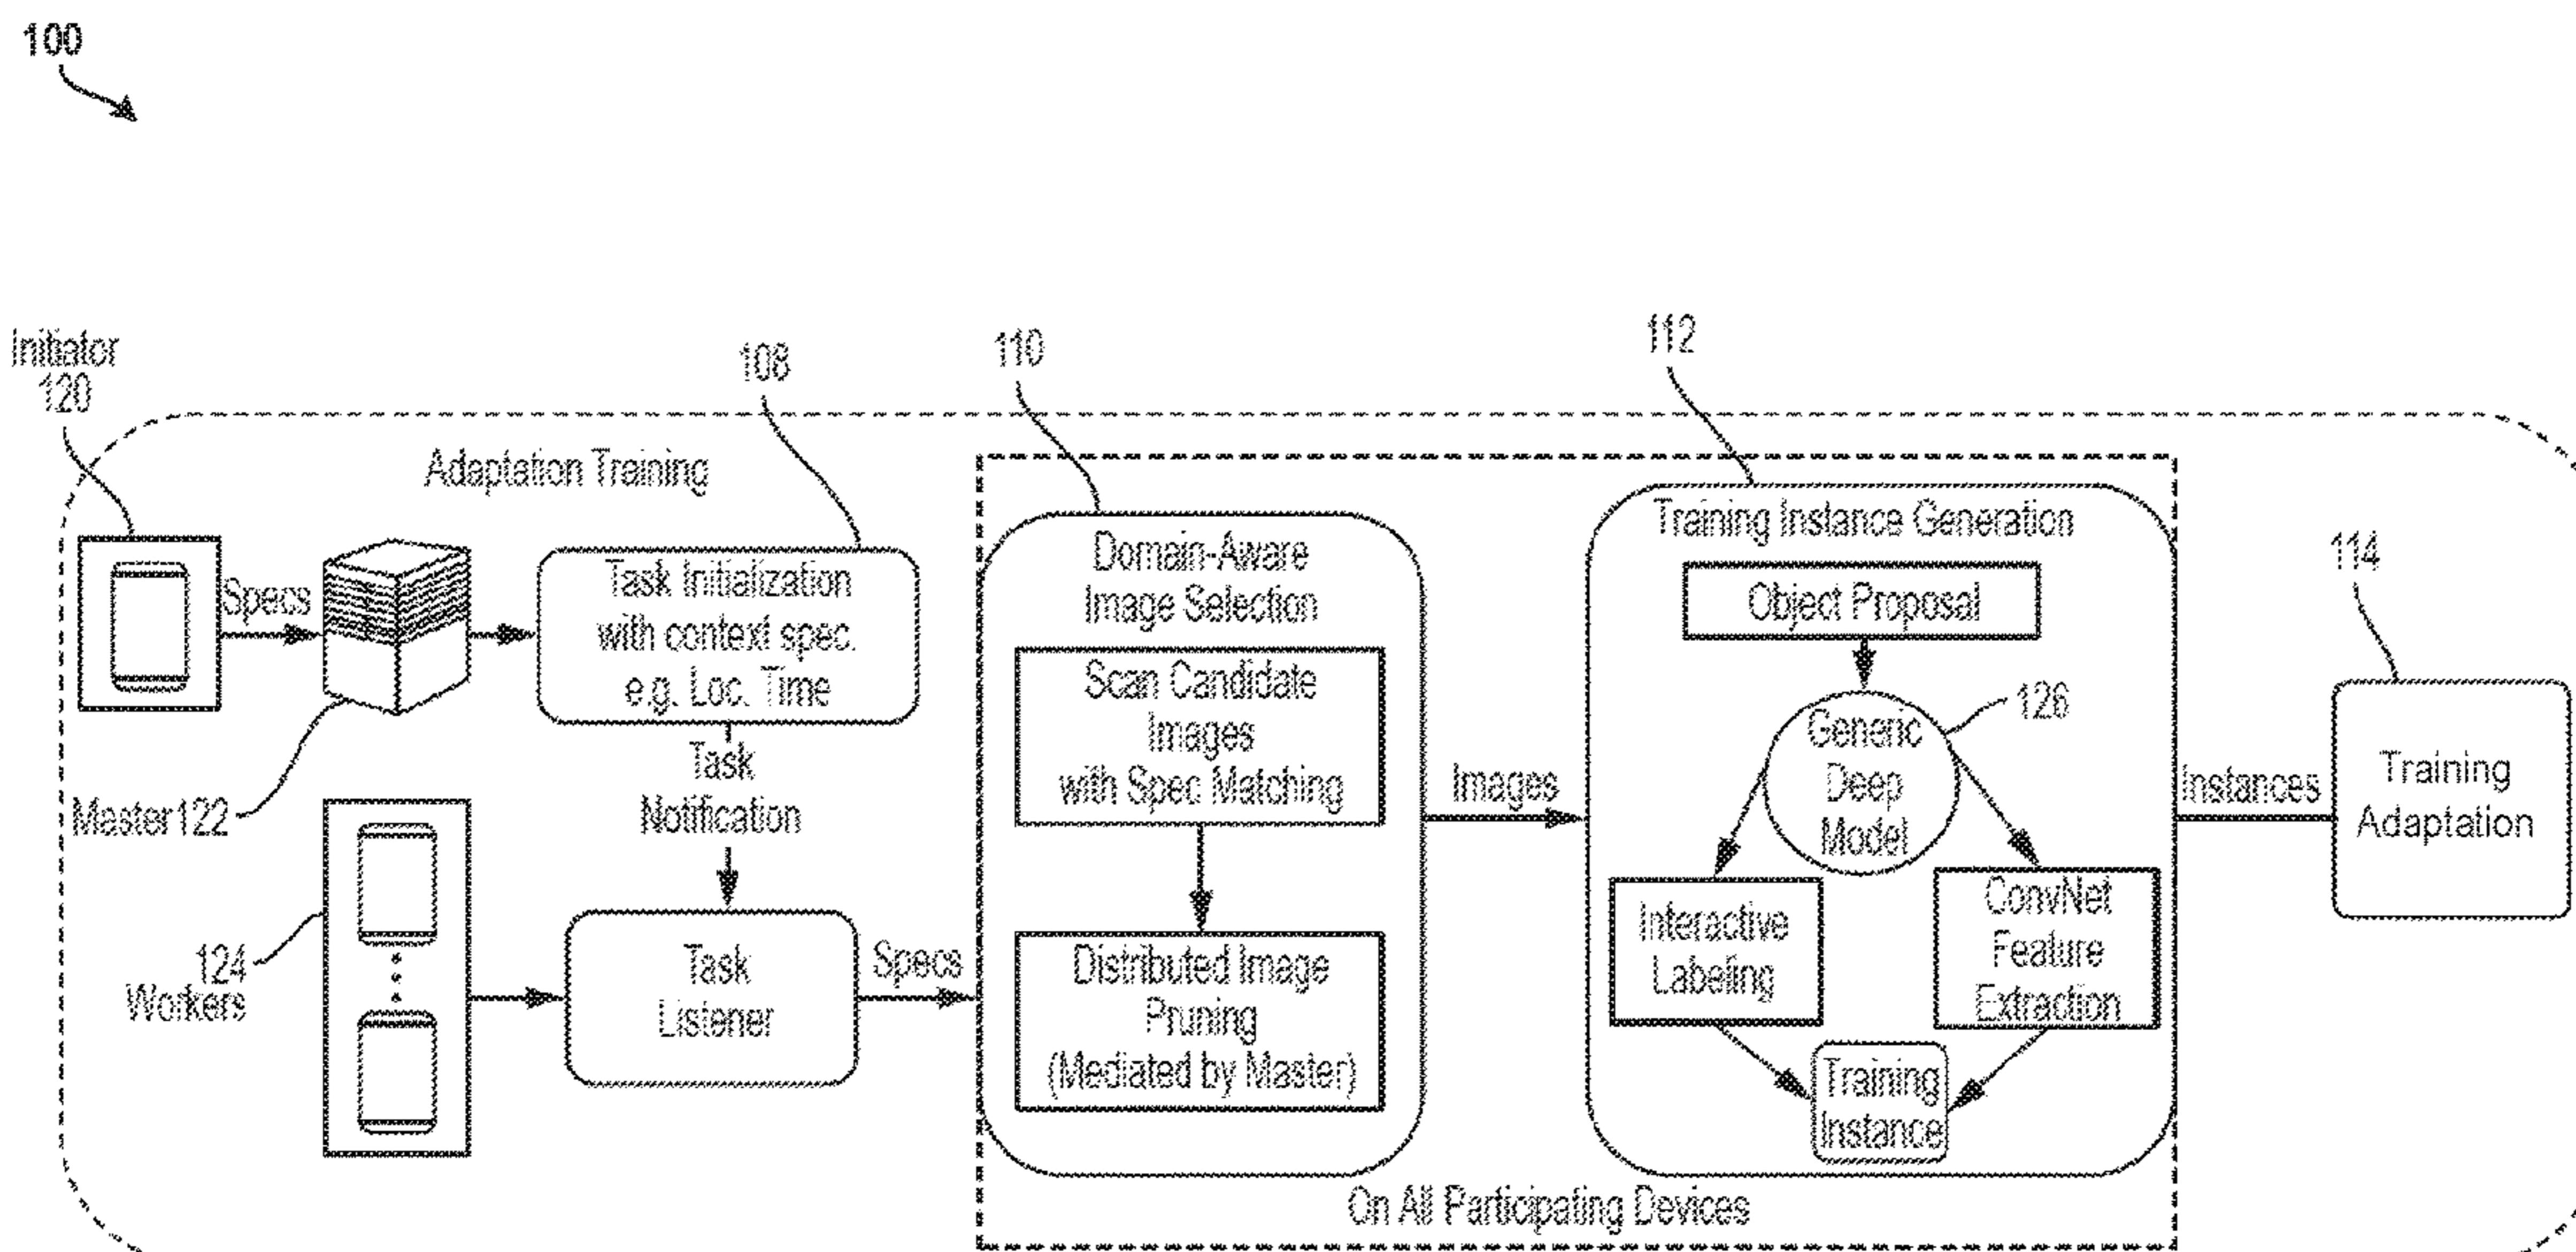 100
Initiator
120
108
110
112
Adaptation Training
Specs
Task Initialization
with context spec.
e.g. Loc. Time
Master122
Task
Notification
124
Workers
Task
Listener
Specs
Domain-Aware
Image Selection
Scan Candidate
Images
with Spec Matching
Distributed Image
Pruning
(Mediated by Master)
Images
Training Instance Generation
Object Proposal
126
Generic
Deep
Model
Interactive
Labeling
ConvNet
Feature
Extraction
Training
Instance
On All Participating Devices
Instances
114
Training
Adaptation